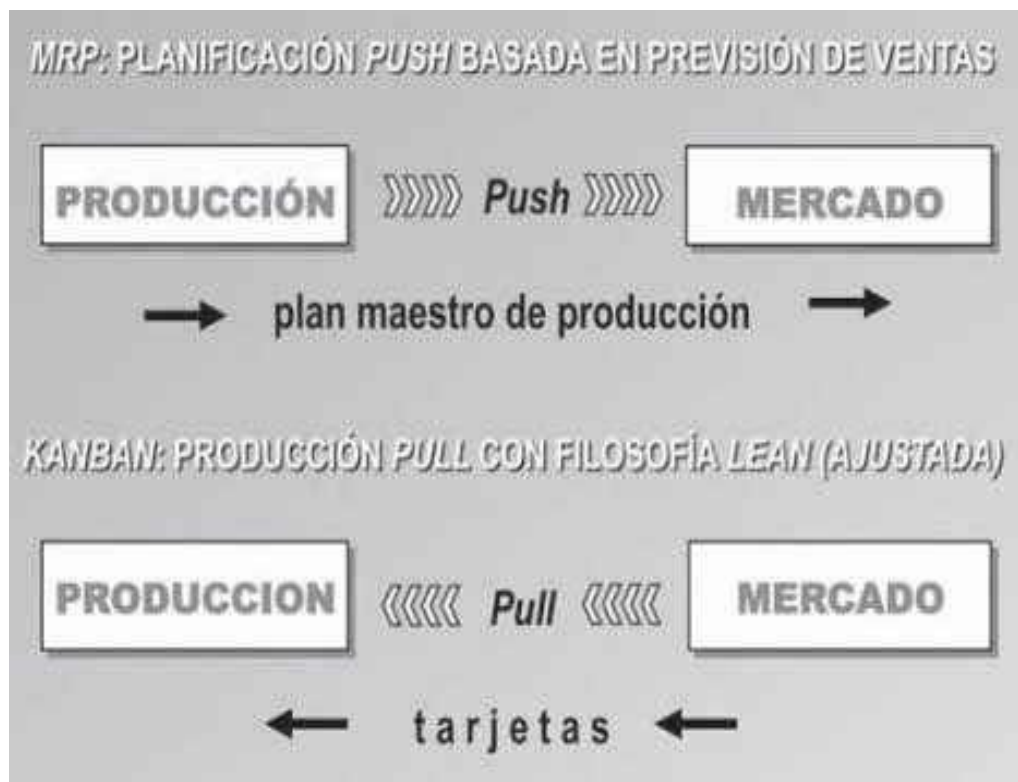 MRP: PLANIFICACIÓN PUSH BASADA EN PREVISIÓN DE VENTAS
PRODUCCIÓN Push MERCADO
plan maestro de producción
KANBAN: PRODUCCIÓN PULL CON FILOSOFÍA LEAN (AJUSTADA)
PRODUCCION Pull MERCADO
tarjetas